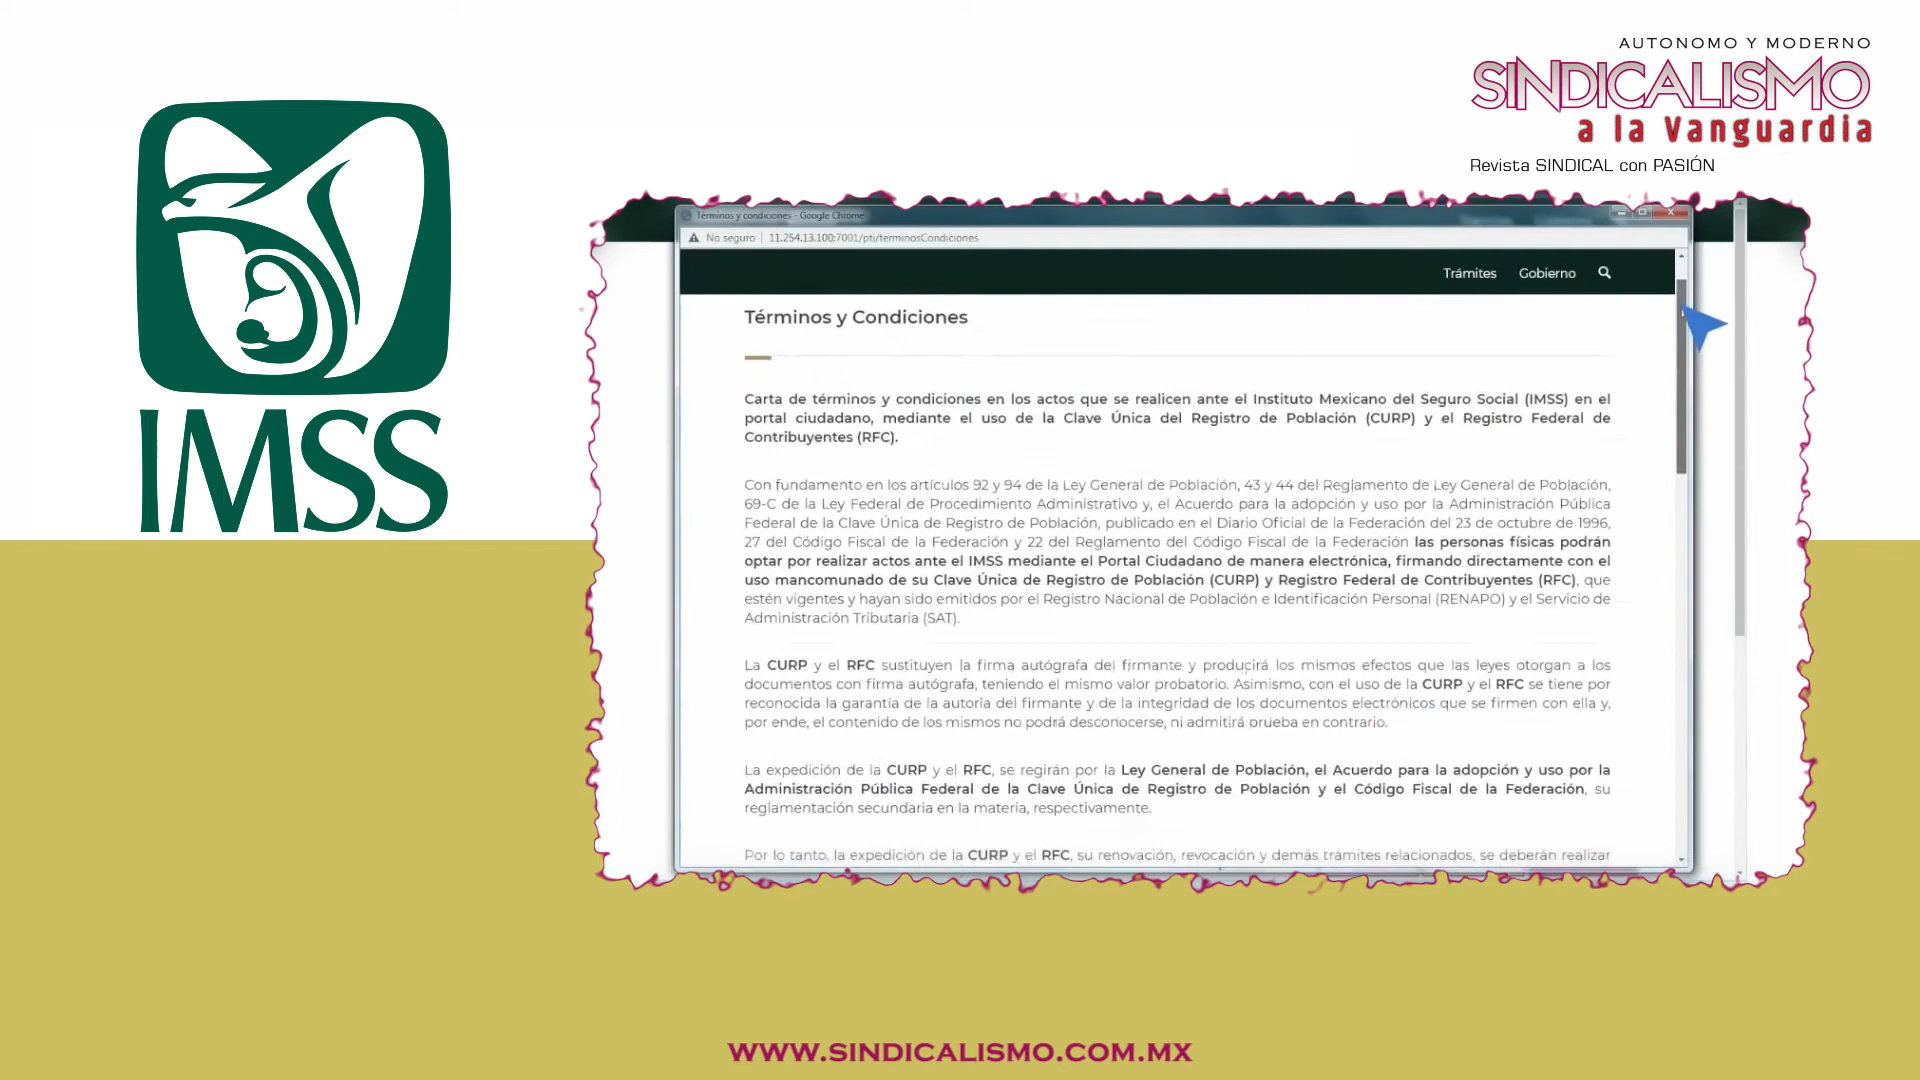 AUTONOMO Y MODERNO
SINDICALISMO
a la Vanguardia
Revista SINDICAL con PASIÓN
IMSS
Términos y condiciones - Google Chrome
No seguro | 11.254.13.100:7001/pti/terminosCondiciones
Trámites Gobierno
Términos y Condiciones
Carta de términos y condiciones en los actos que se realicen ante el Instituto Mexicano del Seguro Social (IMSS) en el
portal ciudadano, mediante el uso de la Clave Única del Registro de Población (CURP) y el Registro Federal de
Contribuyentes (RFC).
Con fundamento en los artículos 92 y 94 de la Ley General de Población, 43 y 44 del Reglamento de Ley General de Población,
69-C de la Ley Federal de Procedimiento Administrativo y, el Acuerdo para la adopción y uso por la Administración Pública
Federal de la Clave Única de Registro de Población, publicado en el Diario Oficial de la Federación del 23 de octubre de 1996,
27 del Código Fiscal de la Federación y 22 del Reglamento del Código Fiscal de la Federación las personas físicas podrán
optar por realizar actos ante el IMSS mediante el Portal Ciudadano de manera electrónica, firmando directamente con el
uso mancomunado de su Clave Única de Registro de Población (CURP) y Registro Federal de Contribuyentes (RFC), que
estén vigentes y hayan sido emitidos por el Registro Nacional de Población e Identificación Personal (RENAPO) y el Servicio de
Administración Tributaria (SAT).
La CURP y el RFC sustituyen la firma autógrafa del firmante y producirá los mismos efectos que las leyes otorgan a los
documentos con firma autógrafa, teniendo el mismo valor probatorio. Asimismo, con el uso de la CURP y el RFC se tiene por
reconocida la garantía de la autoría del firmante y de la integridad de los documentos electrónicos que se firmen con ella y,
por ende, el contenido de los mismos no podrá desconocerse, ni admitirá prueba en contrario.
La expedición de la CURP y el RFC, se regirán por la Ley General de Población, el Acuerdo para la adopción y uso por la
Administración Pública Federal de la Clave Única de Registro de Población y el Código Fiscal de la Federación, su
reglamentación secundaria en la materia, respectivamente.
Por lo tanto, la expedición de la CURP y el RFC, su renovación, revocación y demás trámites relacionados, se deberán realizar
WWW.SINDICALISMO.COM.MX